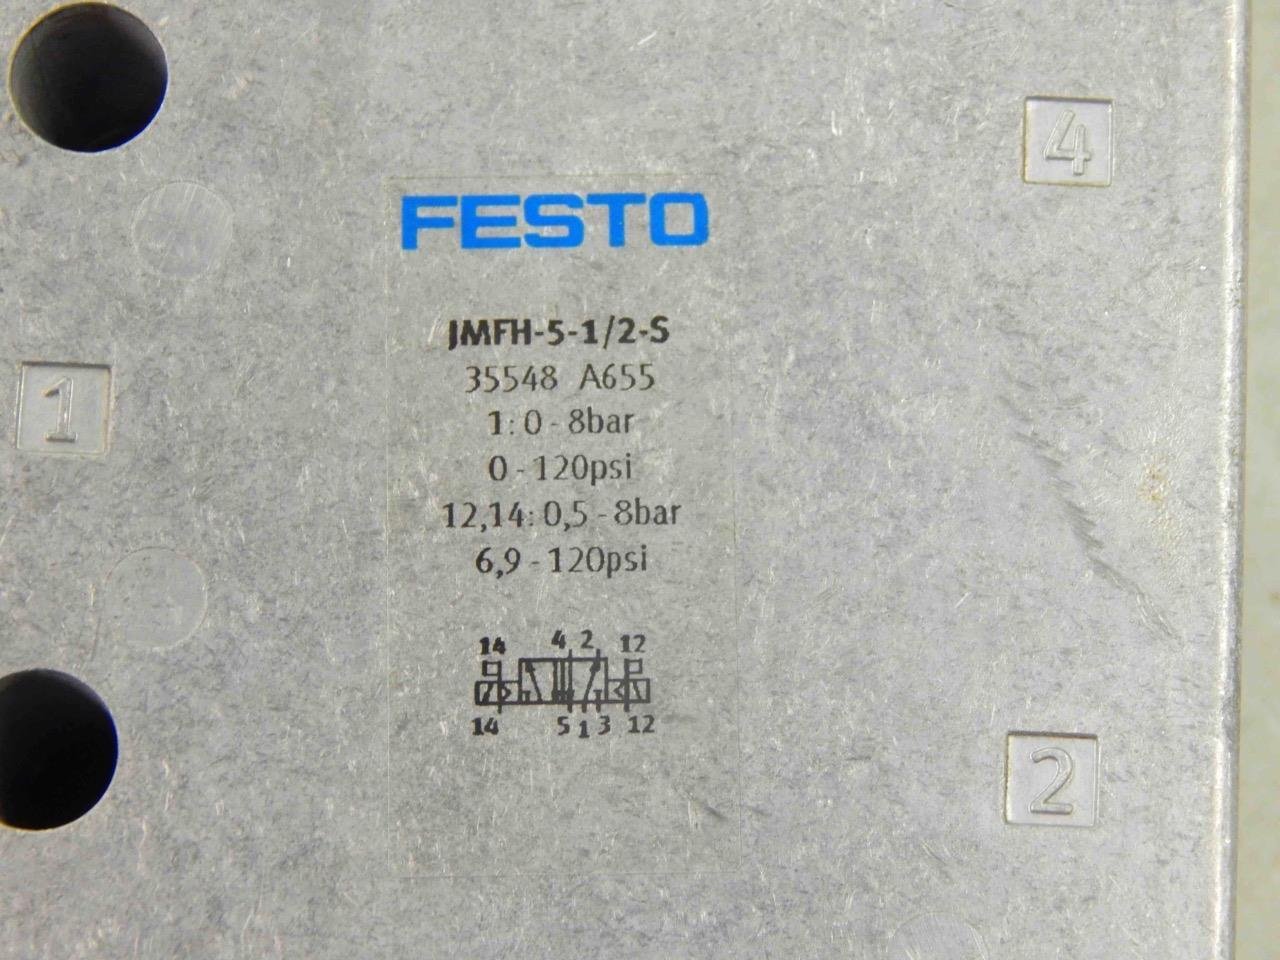 4
FESTO
JMFH-5-1/2-S
35548 A655
1
1: 0 - 8bar
0 - 120psi
12,14: 0,5 - 8bar
6,9 - 120psi
14 4 2 12
14 5 1 3 12
2